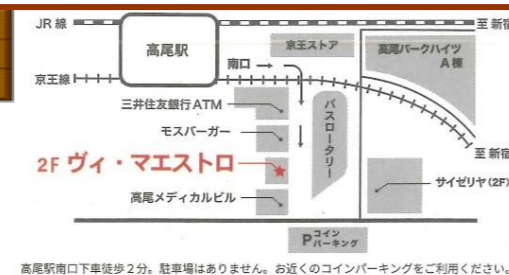 JR 線
至 新宿
高尾駅
京王ストア
高尾パークハイツ
A 棟
南口 →
京王線
三井住友銀行ATM
バスロータリー
モスバーガー
至 新宿
2F ヴィ・マエストロ
サイゼリヤ (2F)
高尾メディカルビル
P コインパーキング
高尾駅南口下車徒歩2分。駐車場はありません。お近くのコインパーキングをご利用ください。